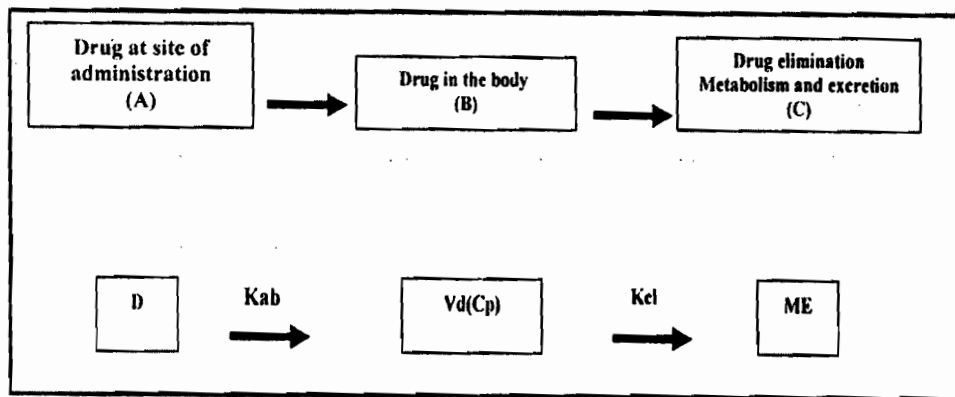 Drug at site of
administration
(A)
Drug in the body
(B)
Drug elimination
Metabolism and excretion
(C)
D
Kab
Vd(Cp)
Kel
ME